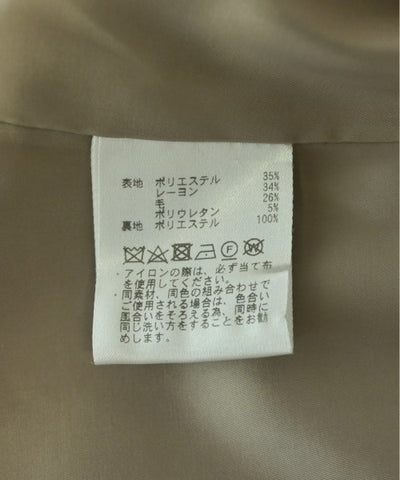 表地 ポリエステル 35%
レーヨン 34%
毛 26%
ポリウレタン 5%
裏地 ポリエステル 100%
・アイロンの際は、必ず当て布
を使用してください。
・同素材、同色の組み合わせで
ご使用される場合は、色合い
風合いをそろえる為、同時に
同じ洗い方をすることをお勧
めします。